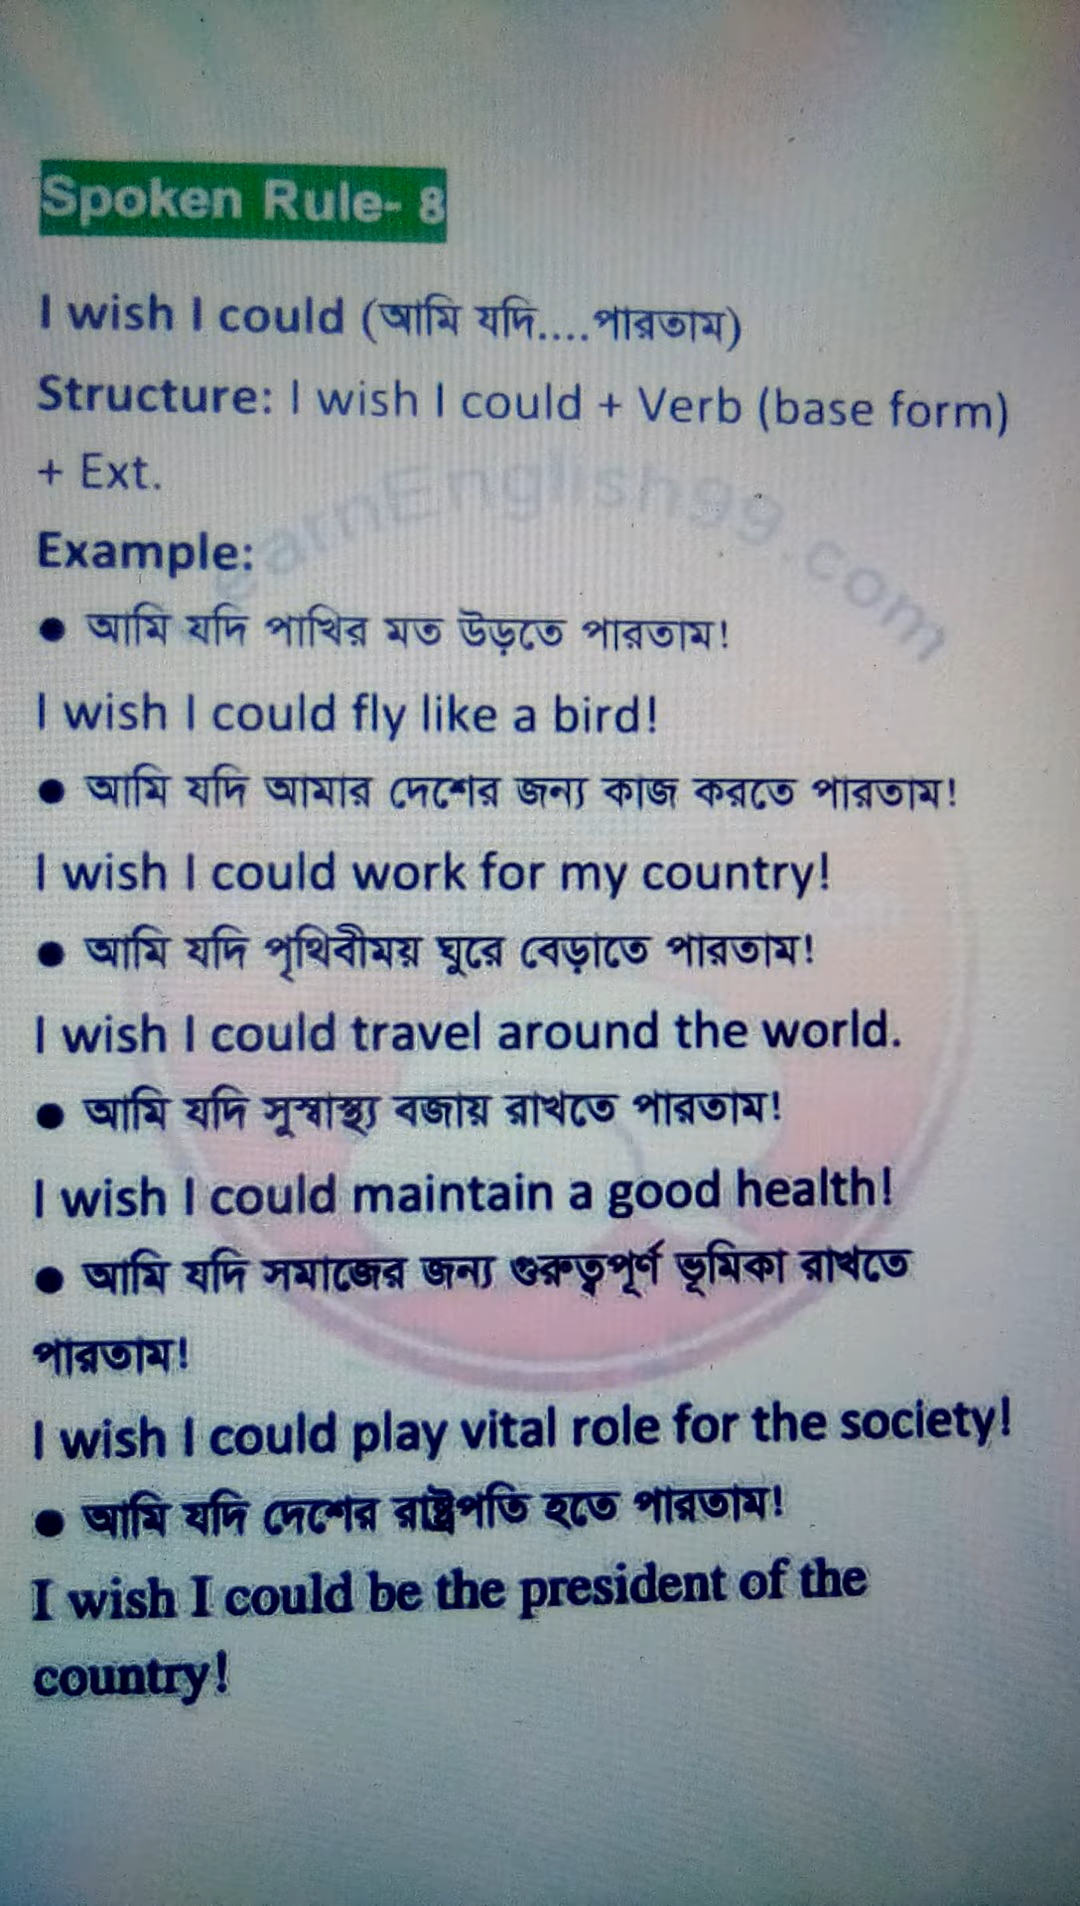 Spoken Rule- 8
I wish I could (আমি যদি....পারতাম)
Structure: I wish I could + Verb (base form)
+ Ext.
earnEnglish99.com
Example:
● আমি যদি পাখির মত উড়তে পারতাম!
I wish I could fly like a bird!
● আমি যদি আমার দেশের জন্য কাজ করতে পারতাম!
I wish I could work for my country!
● আমি যদি পৃথিবীময় ঘুরে বেড়াতে পারতাম!
I wish I could travel around the world.
● আমি যদি সুস্বাস্থ্য বজায় রাখতে পারতাম!
I wish I could maintain a good health!
● আমি যদি সমাজের জন্য গুরুত্বপূর্ণ ভূমিকা রাখতে
পারতাম!
I wish I could play vital role for the society!
● আমি যদি দেশের রাষ্ট্রপতি হতে পারতাম!
I wish I could be the president of the
country!